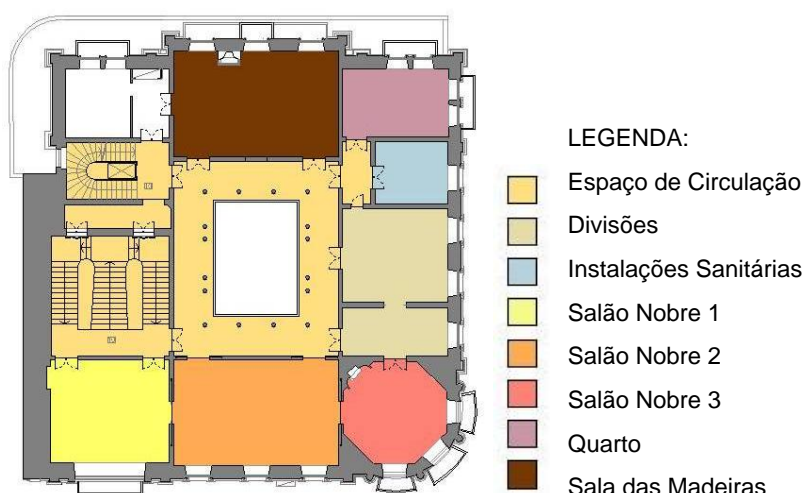 LEGENDA:
Espaço de Circulação
Divisões
Instalações Sanitárias
Salão Nobre 1
Salão Nobre 2
Salão Nobre 3
Quarto
Sala das Madeiras